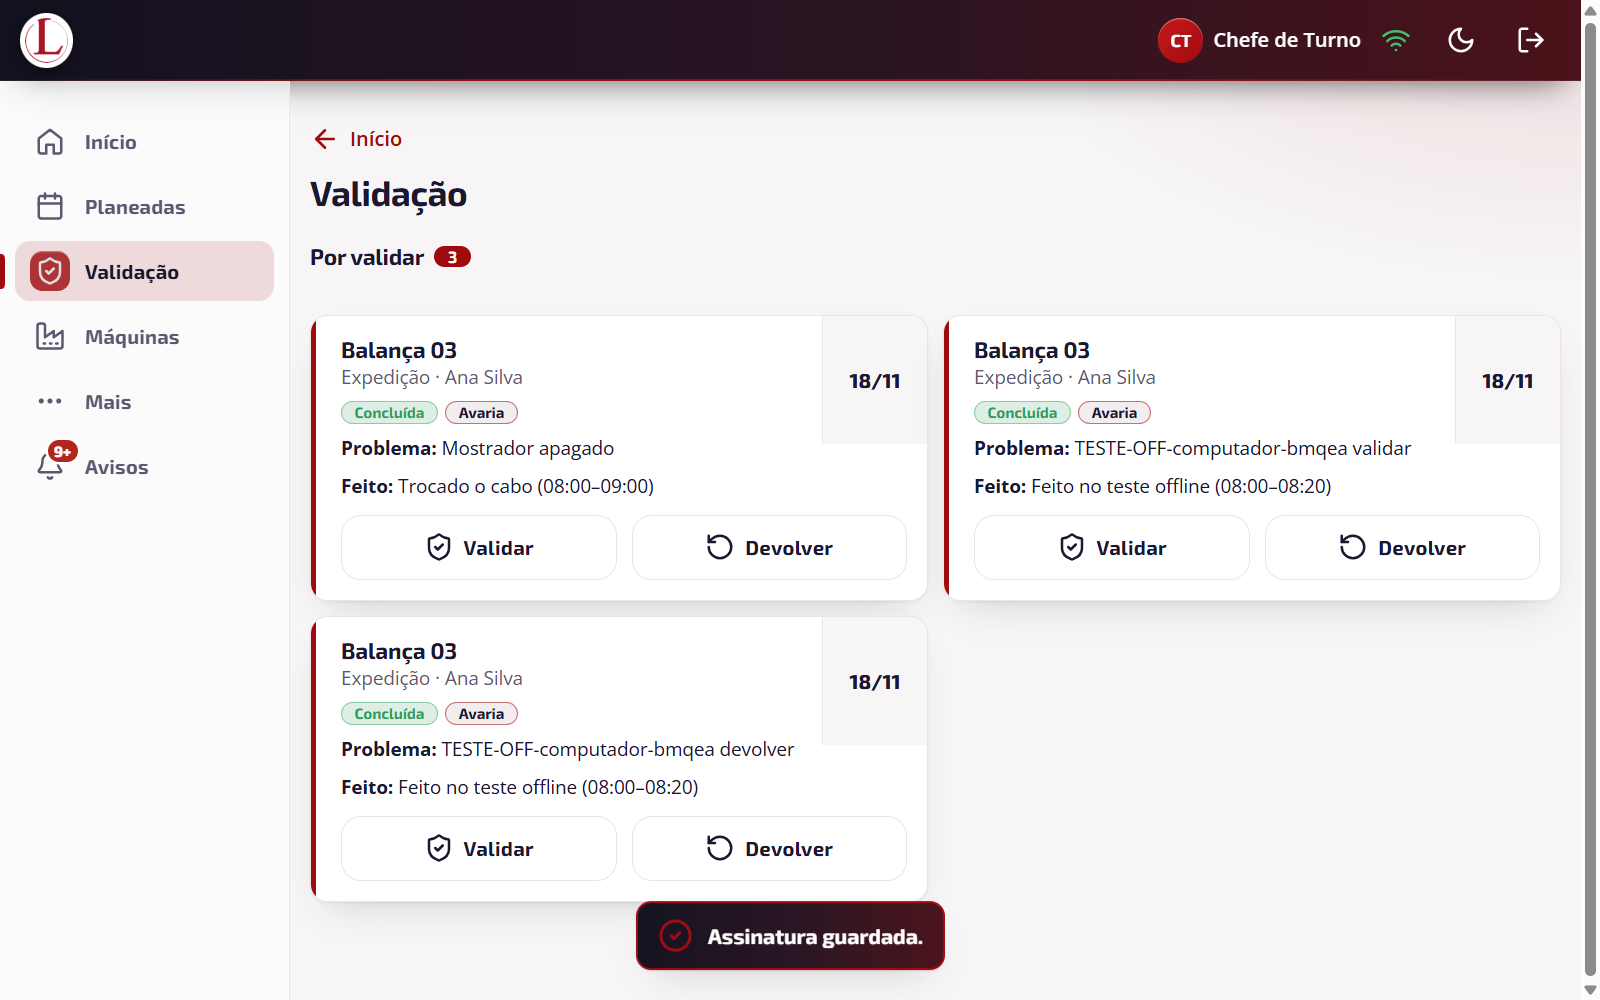 L
CT Chefe de Turno
Início
Planeadas
Validação
Máquinas
Mais
9+
Avisos
Início
Validação
Por validar 3
Balança 03
Expedição · Ana Silva
18/11
Concluída Avaria
Problema: Mostrador apagado
Feito: Trocado o cabo (08:00–09:00)
Validar Devolver
Balança 03
Expedição · Ana Silva
18/11
Concluída Avaria
Problema: TESTE-OFF-computador-bmqea validar
Feito: Feito no teste offline (08:00–08:20)
Validar Devolver
Balança 03
Expedição · Ana Silva
18/11
Concluída Avaria
Problema: TESTE-OFF-computador-bmqea devolver
Feito: Feito no teste offline (08:00–08:20)
Validar Devolver
Assinatura guardada.